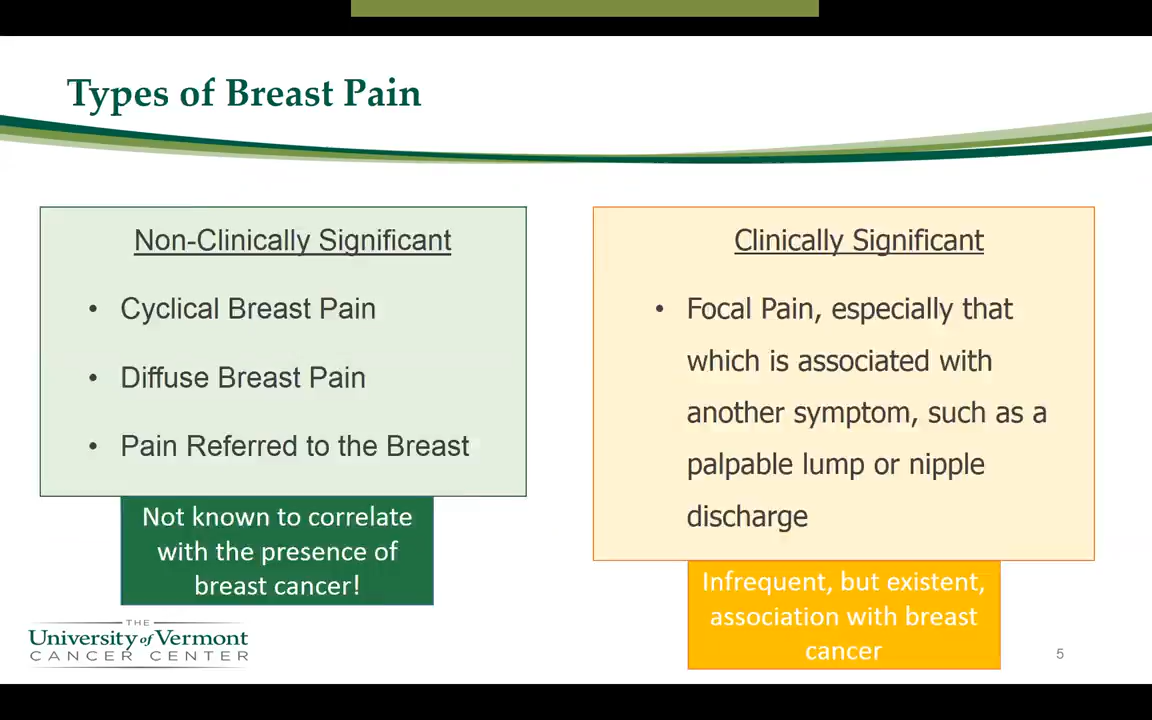 Types of Breast Pain
Non-Clinically Significant
• Cyclical Breast Pain
• Diffuse Breast Pain
• Pain Referred to the Breast
Not known to correlate
with the presence of
breast cancer!
Clinically Significant
• Focal Pain, especially that
which is associated with
another symptom, such as a
palpable lump or nipple
discharge
Infrequent, but existent,
association with breast
cancer
THE
University of Vermont
CANCER CENTER
5